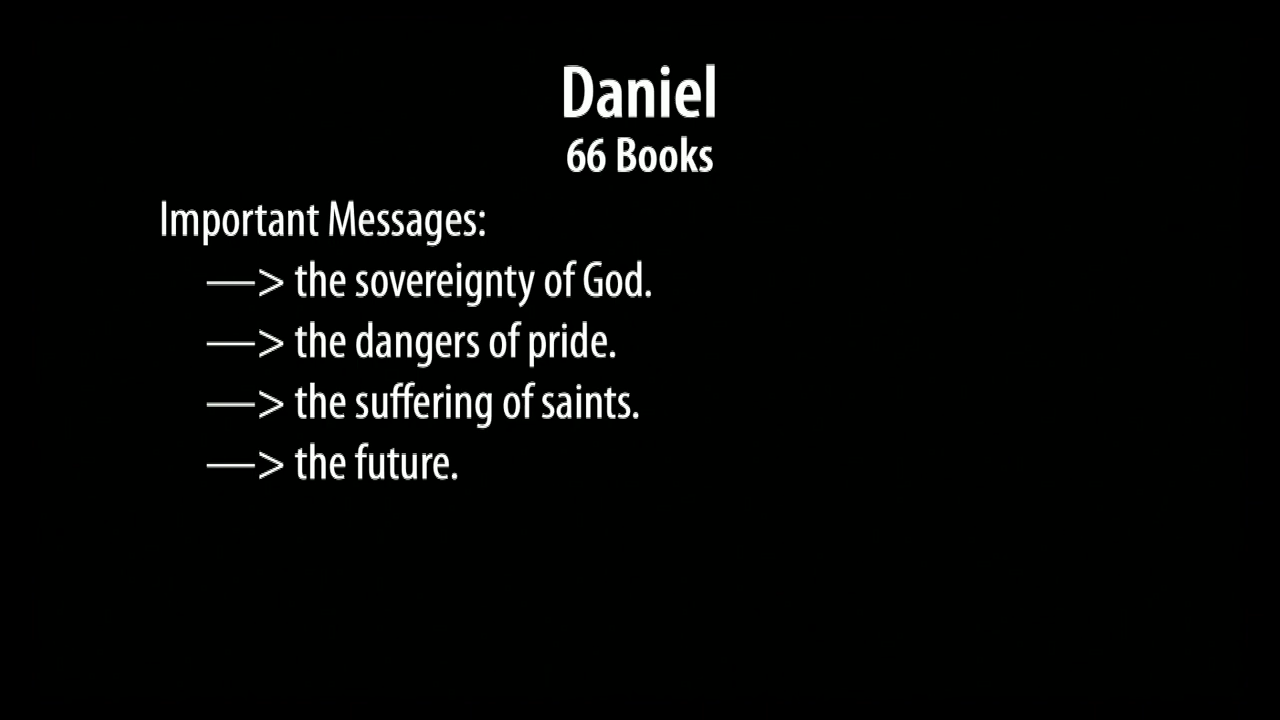 Daniel
66 Books
Important Messages:
—> the sovereignty of God.
—> the dangers of pride.
—> the suffering of saints.
—> the future.